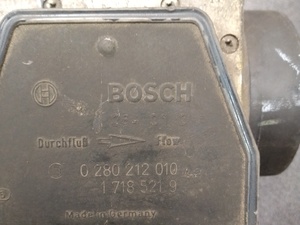 BOSCH
Durchfluß Flow
0 280 212 010
1 718 521 9
Made in Germany